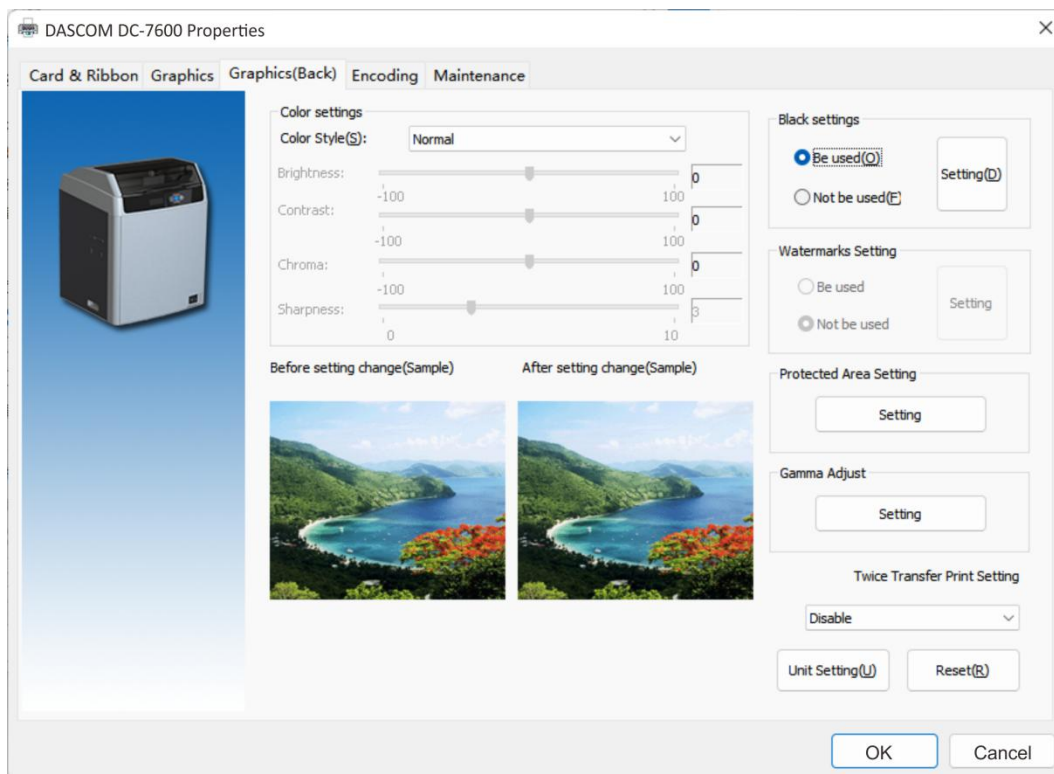 DASCOM DC-7600 Properties
Card & Ribbon Graphics Graphics(Back) Encoding Maintenance
Color settings
Color Style(S): Normal
Brightness: 0
-100 100
Contrast: 0
-100 100
Chroma: 0
-100 100
Sharpness: 3
0 10
Before setting change(Sample) After setting change(Sample)
Black settings
Be used(O)
Not be used(F)
Setting(D)
Watermarks Setting
Be used
Not be used
Setting
Protected Area Setting
Setting
Gamma Adjust
Setting
Twice Transfer Print Setting
Disable
Unit Setting(U) Reset(R)
OK Cancel